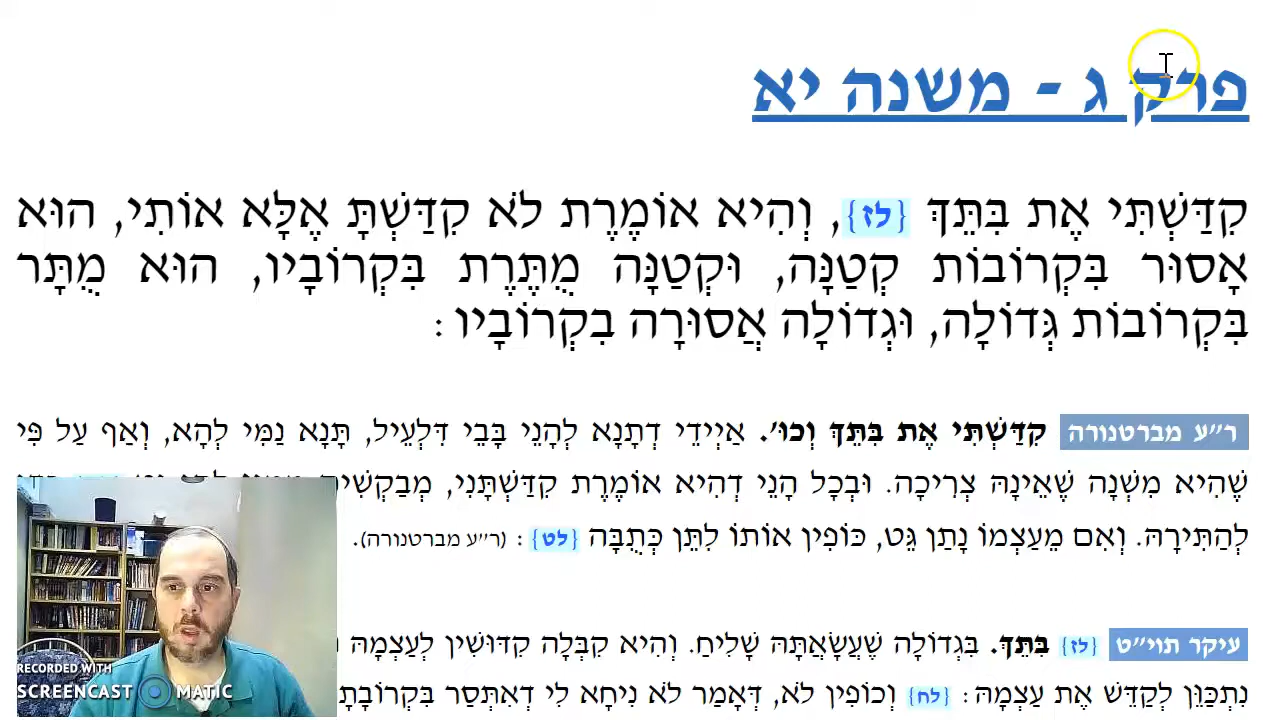 פרק ג - משנה יא
קִדַּשְׁתִּי אֶת בִּתֵּךְ {לז}, וְהִיא אוֹמֶרֶת לֹא קִדַּשְׁתָּ אֶלָּא אוֹתִי, הוּא
אָסוּר בִּקְרוֹבוֹת קְטַנָּה, וּקְטַנָּה מֻתֶּרֶת בִּקְרוֹבָיו, הוּא מֻתָּר
בִּקְרוֹבוֹת גְּדוֹלָה, וּגְדוֹלָה אֲסוּרָה בִקְרוֹבָיו:
ר"ע מברטנורה קִדַּשְׁתִּי אֶת בִּתֵּךְ וְכוּ'. אַיְידֵי דְתָנָא לְהָנֵי בָּבֵי דִּלְעֵיל, תָּנָא נַמִּי לְהָא, וְאַף עַל פִּי
שֶׁהִיא מִשְׁנָה שֶׁאֵינָהּ צְרִיכָה. וּבְכָל הָנֵי דְהִיא אוֹמֶרֶת קִדַּשְׁתָּנִי,
לְהַתִּירָהּ. וְאִם מֵעַצְמוֹ נָתַן גֵּט, כּוֹפִין אוֹתוֹ לִתֵּן כְּתֻבָּה {לט}: (ר"ע מברטנורה).
עיקר תוי"ט {לז} בִּתֵּךְ. בִּגְדוֹלָה שֶׁעֲשָׂאַתָּהּ שָׁלִיחַ. וְהִיא קִבְּלָה קִדּוּשִׁין לְעַצְמָהּ
נִתְכַּוֵּן לְקַדֵּשׁ אֶת עַצְמָהּ: {לח} וְכוֹפִין לֹא, דְּאָמַר לֹא נִיחָא לִי דְאִתְּסַר
RECORDED WITH
SCREENCAST MATIC